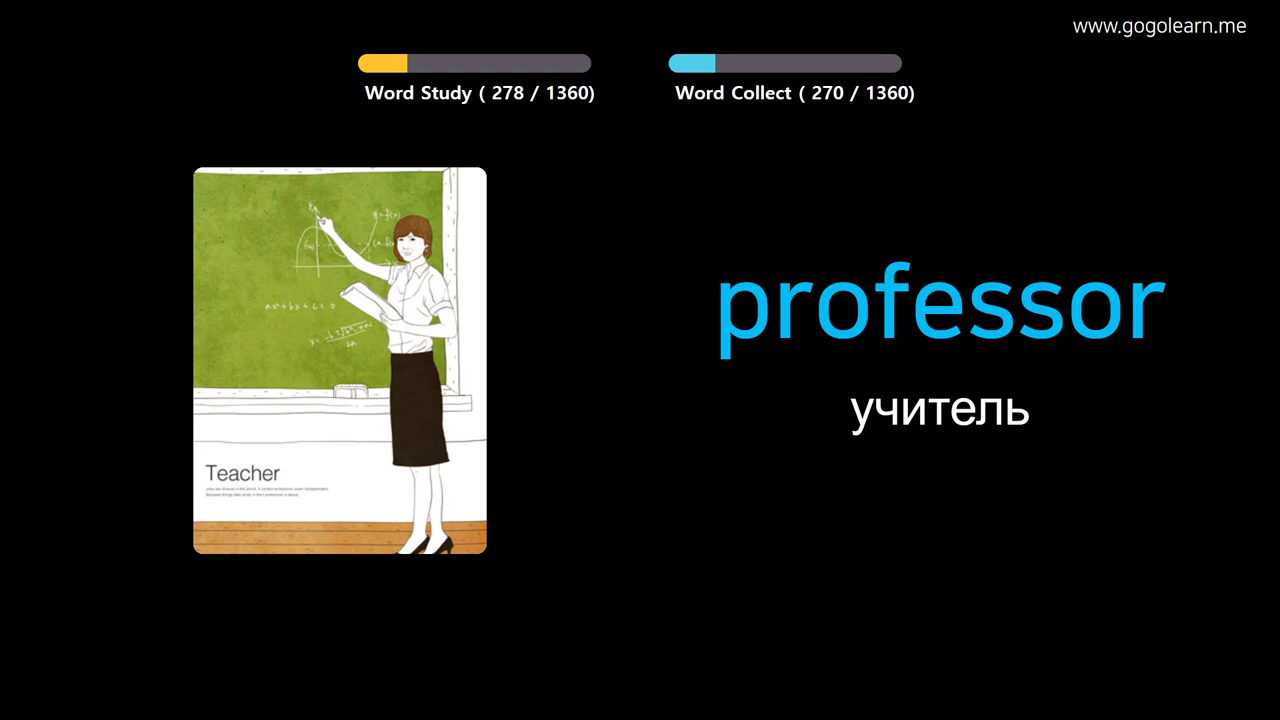 www.gogolearn.me
Word Study ( 278 / 1360)
Word Collect ( 270 / 1360)
professor
учитель
Teacher